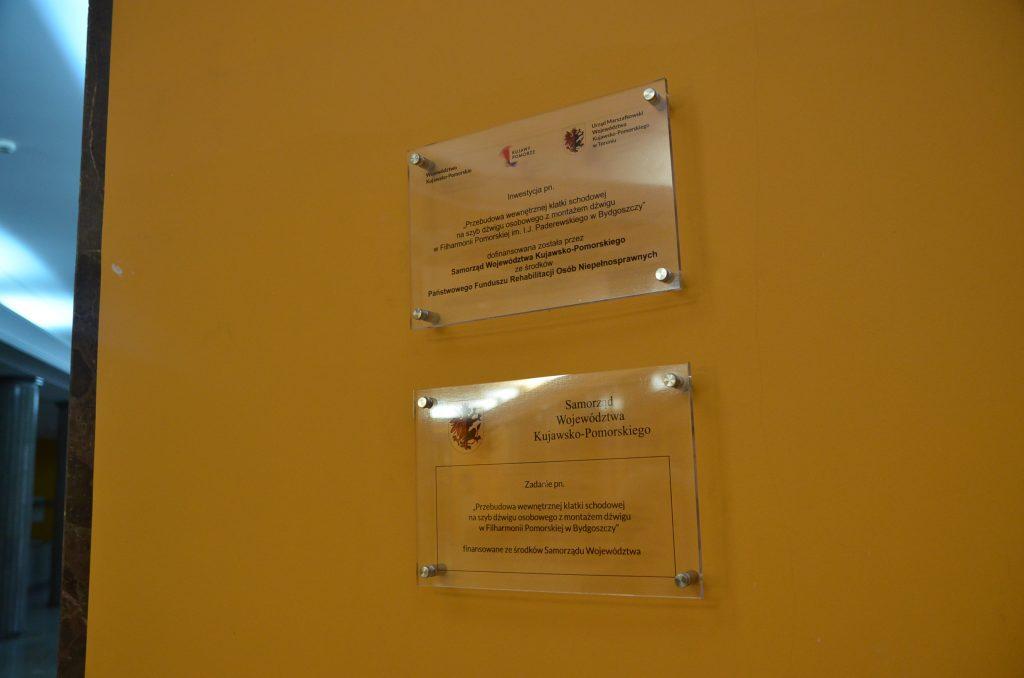 Województwo
Kujawsko-Pomorskie
KUJAWY
POMORZE
Urząd Marszałkowski
Województwa
Kujawsko-Pomorskiego
w Toruniu
Inwestycja pn.
„Przebudowa wewnętrznej klatki schodowej
na szyb dźwigu osobowego z montażem dźwigu
w Filharmonii Pomorskiej im. I.J. Paderewskiego w Bydgoszczy”
dofinansowana została przez
Samorząd Województwa Kujawsko-Pomorskiego
ze środków
Państwowego Funduszu Rehabilitacji Osób Niepełnosprawnych
Samorząd
Województwa
Kujawsko-Pomorskiego
Zadanie pn.
„Przebudowa wewnętrznej klatki schodowej
na szyb dźwigu osobowego z montażem dźwigu
w Filharmonii Pomorskiej w Bydgoszczy”
finansowane ze środków Samorządu Województwa